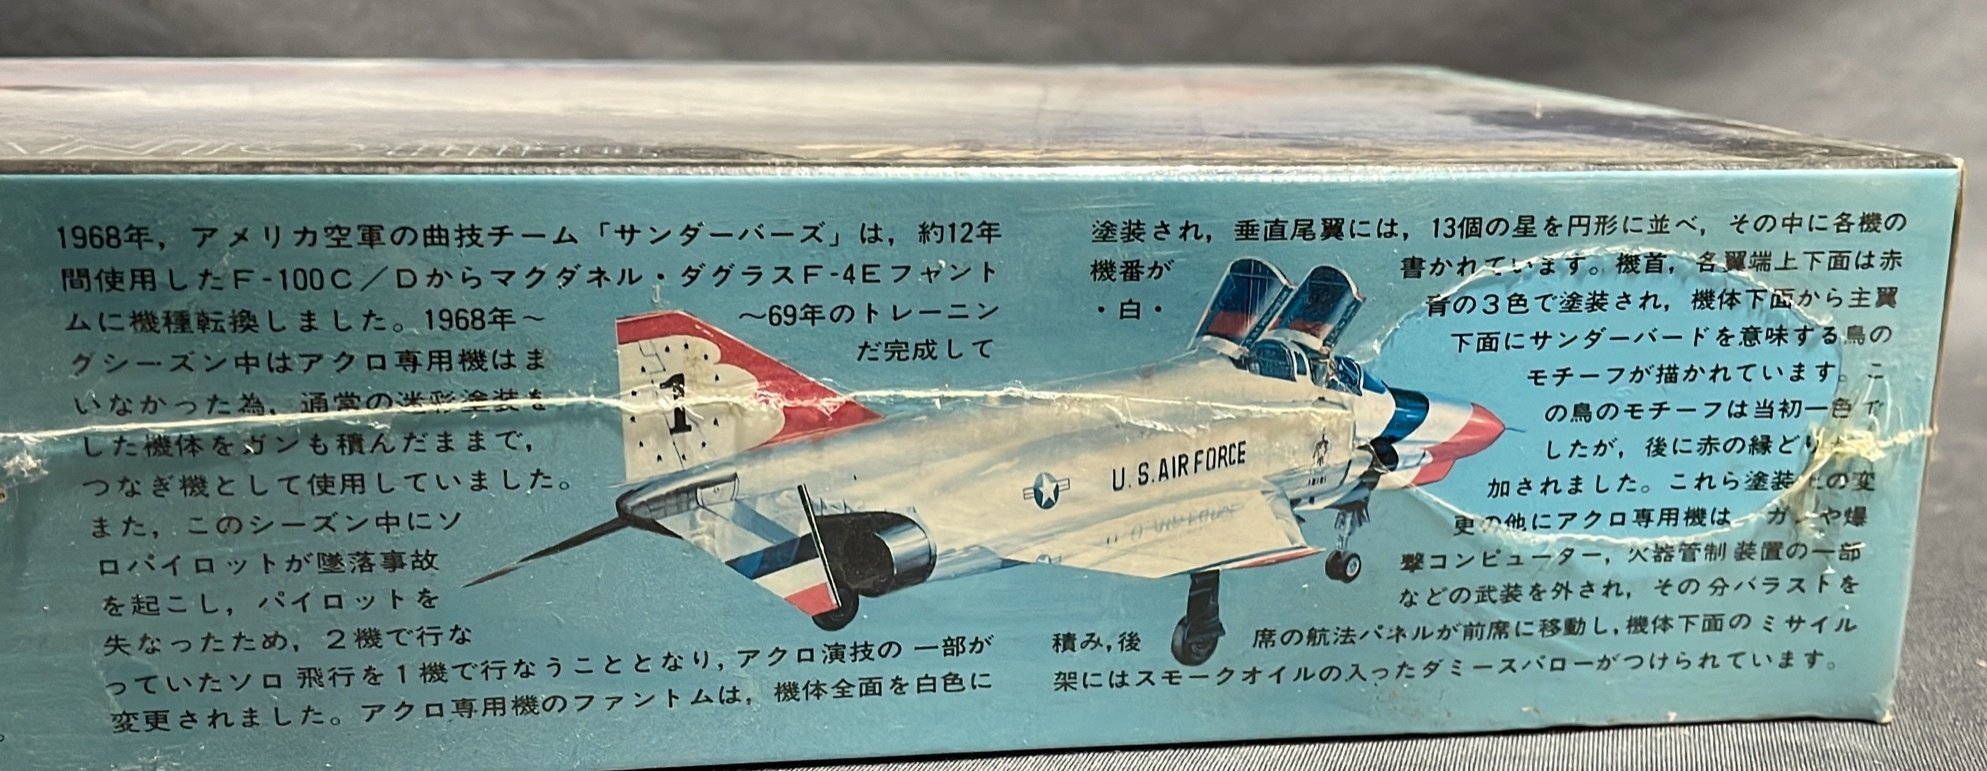 1968年，アメリカ空軍の曲技チーム「サンダーバーズ」は，約12年
間使用したF-100C／Dからマクダネル・ダグラスF-4Eファント
ムに機種転換しました。1968年～
～69年のトレーニン
グシーズン中はアクロ専用機はま
だ完成して
いなかった為，通常の迷彩塗装を
した機体をガンも積んだままで，
つなぎ機として使用していました。
また，このシーズン中にソ
ロパイロットが墜落事故
を起こし，パイロットを
失なったため，2機で行な
っていたソロ飛行を1機で行なうこととなり，アクロ演技の一部が
変更されました。アクロ専用機のファントムは，機体全面を白色に
塗装され，垂直尾翼には，13個の星を円形に並べ，その中に各機の
機番が
書かれています。機首，各翼端上下面は赤
・白・
青の3色で塗装され，機体下面から主翼
下面にサンダーバードを意味する鳥の
モチーフが描かれています。こ
の鳥のモチーフは当初一色で
したが，後に赤の縁どり
加されました。これら塗装上の変
更の他にアクロ専用機は，ガンや爆
撃コンピューター，火器管制装置の一部
などの武装を外され，その分バラストを
積み，後
席の航法パネルが前席に移動し，機体下面のミサイル
架にはスモークオイルの入ったダミースパローがつけられています。
1
U.S.AIR FORCE